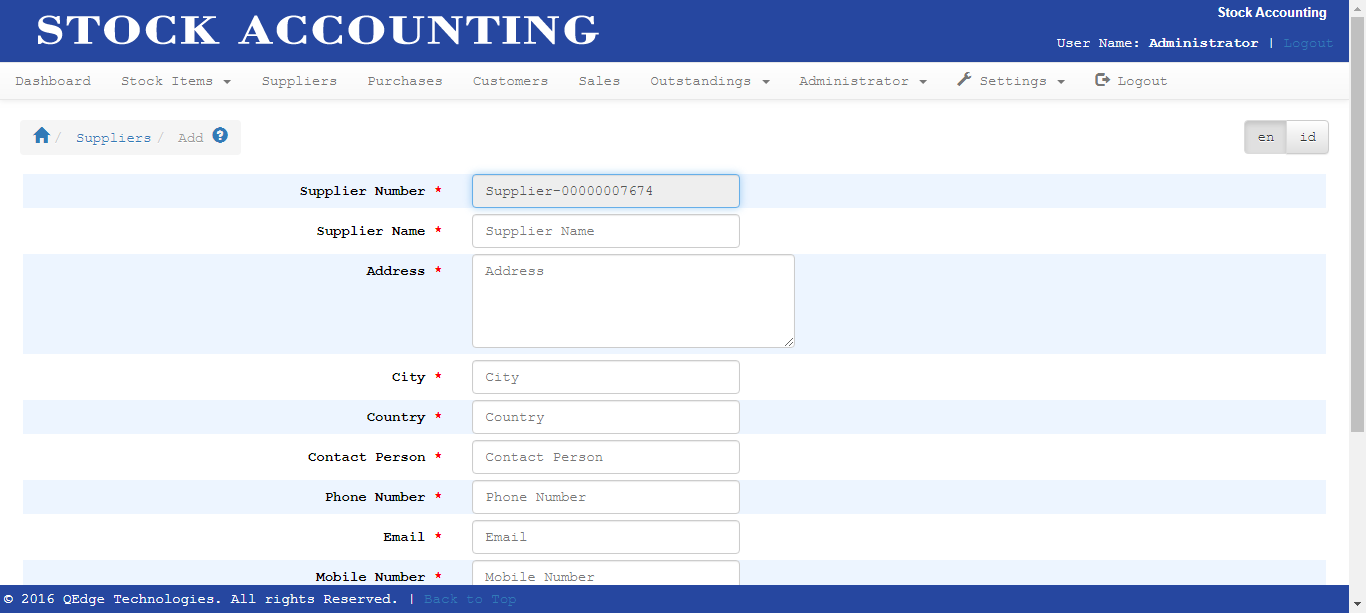 STOCK ACCOUNTING
Stock Accounting
User Name: Administrator | Logout
Dashboard Stock Items Suppliers Purchases Customers Sales Outstandings Administrator Settings Logout
/ Suppliers / Add ?
en id
Supplier Number * Supplier-00000007674
Supplier Name * Supplier Name
Address * Address
City * City
Country * Country
Contact Person * Contact Person
Phone Number * Phone Number
Email * Email
Mobile Number * Mobile Number
© 2016 QEdge Technologies. All rights Reserved. | Back to Top